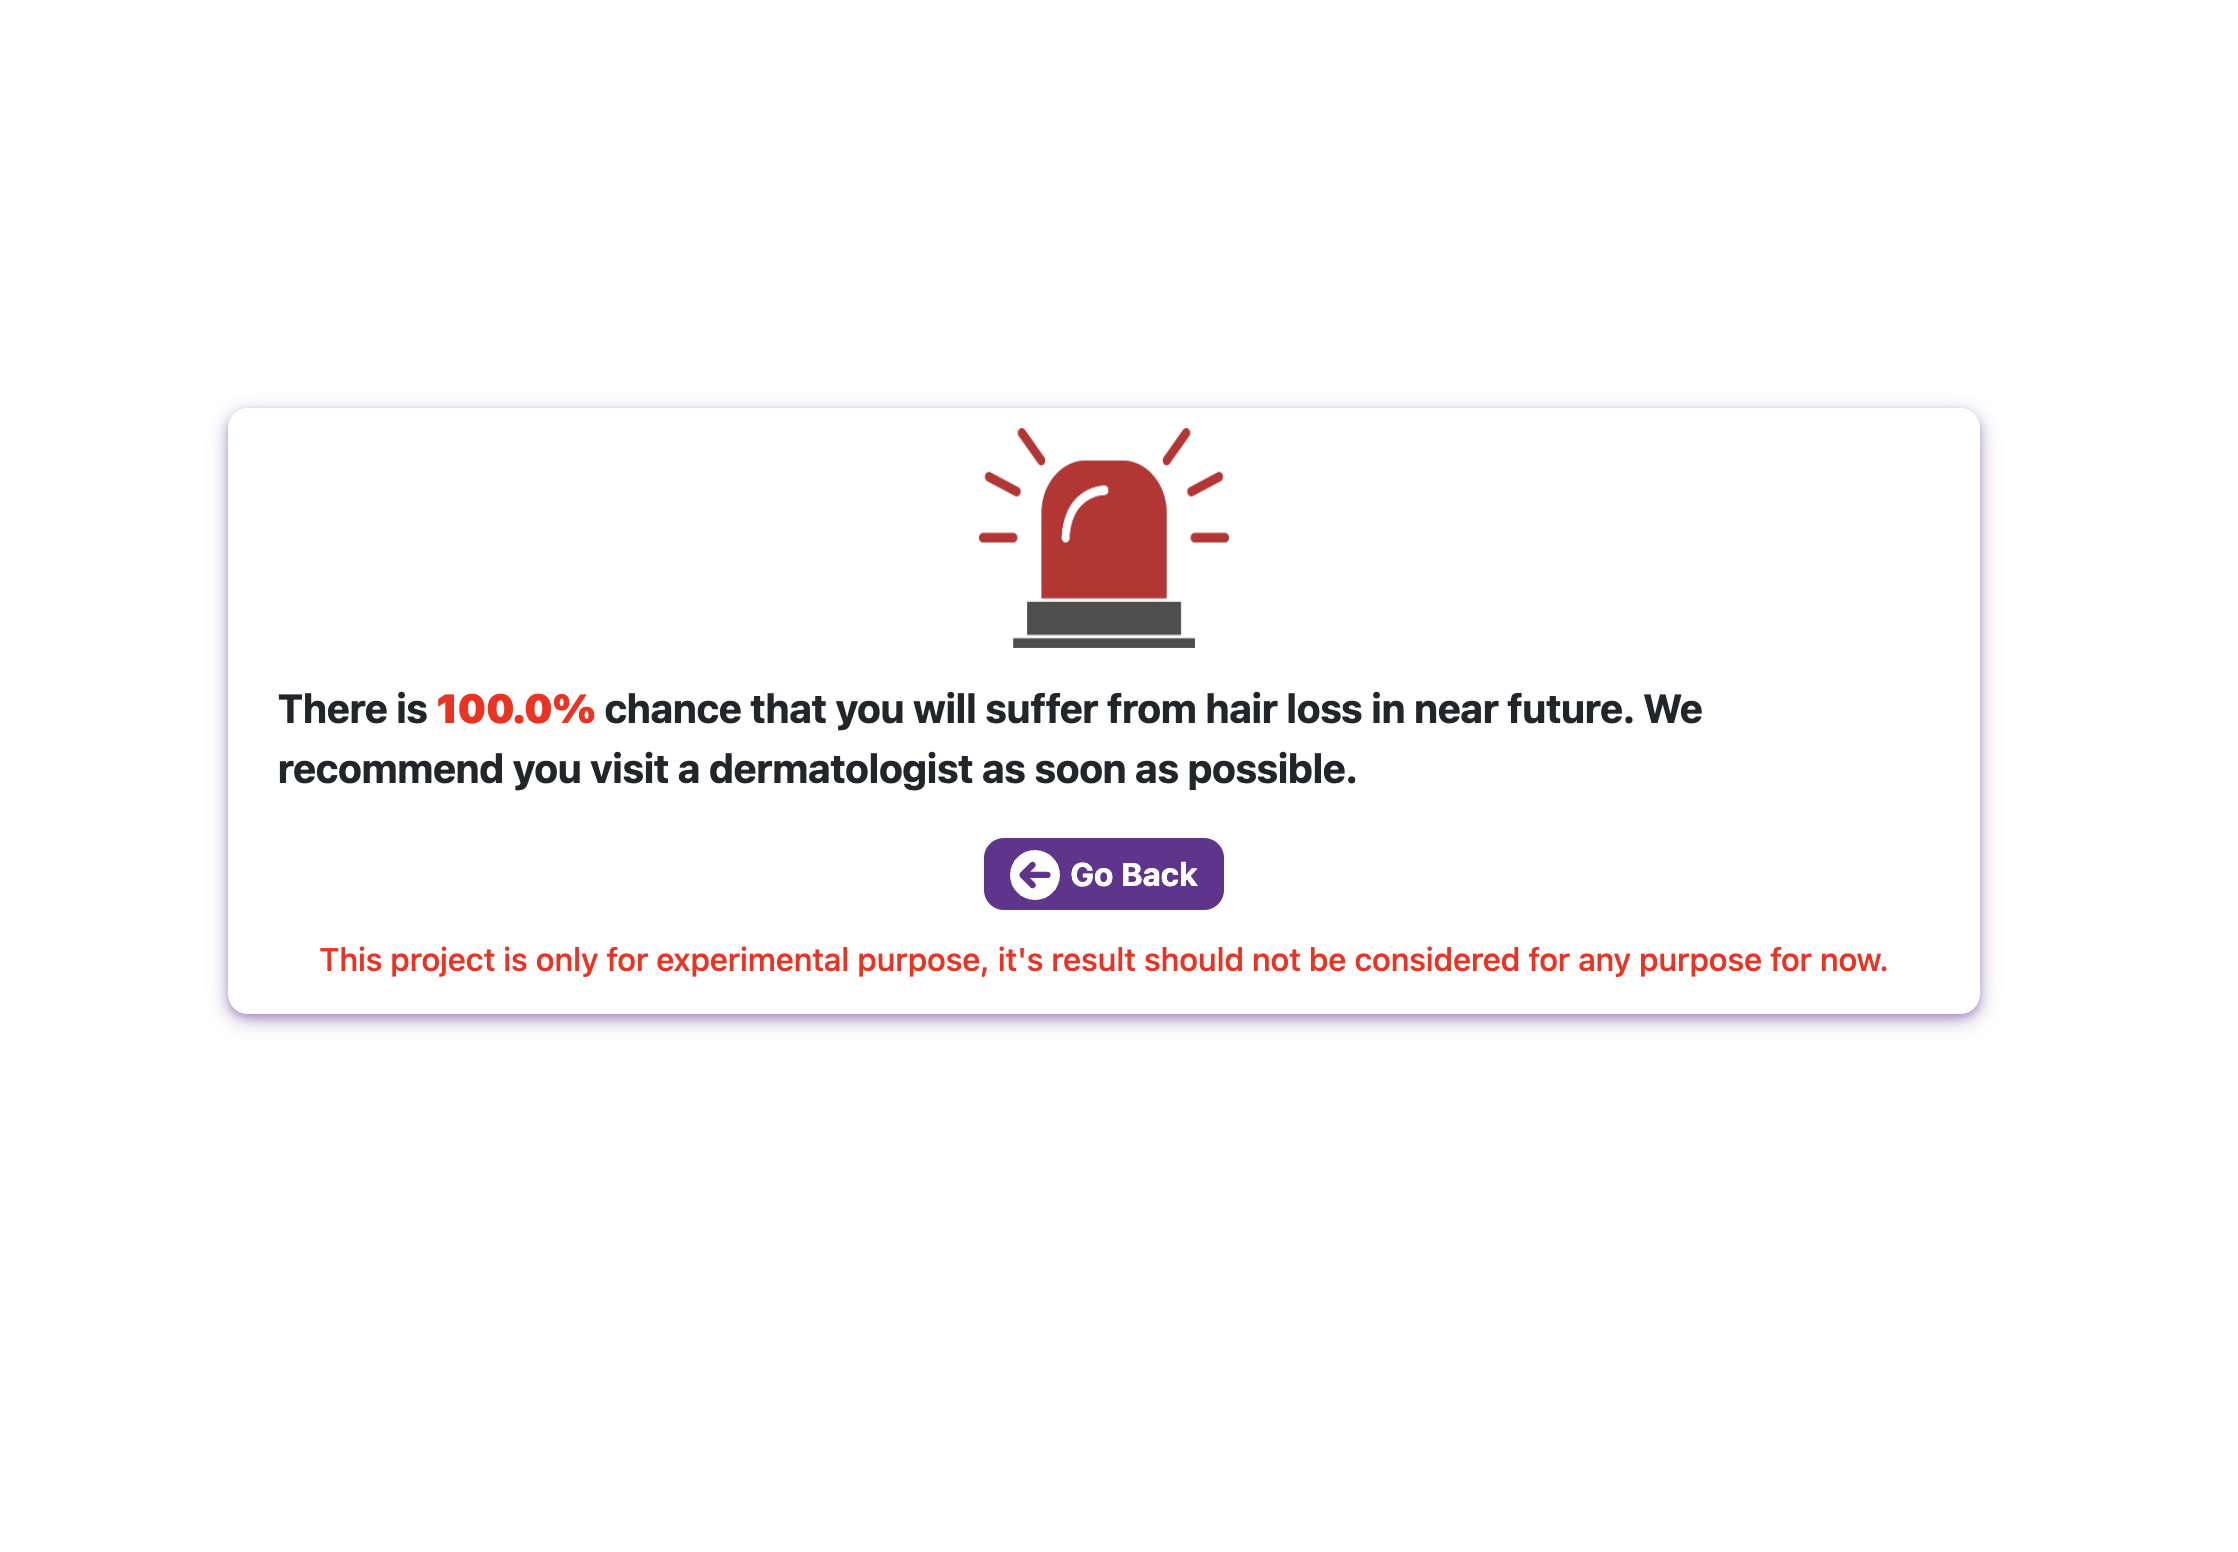 There is 100.0% chance that you will suffer from hair loss in near future. We
recommend you visit a dermatologist as soon as possible.
Go Back
This project is only for experimental purpose, it's result should not be considered for any purpose for now.